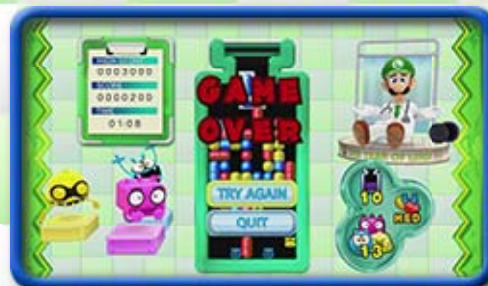 HIGH SCORE
0003000
SCORE
0000200
TIME
01:08
GAME
OVER
TRY AGAIN
QUIT
10
MED
13